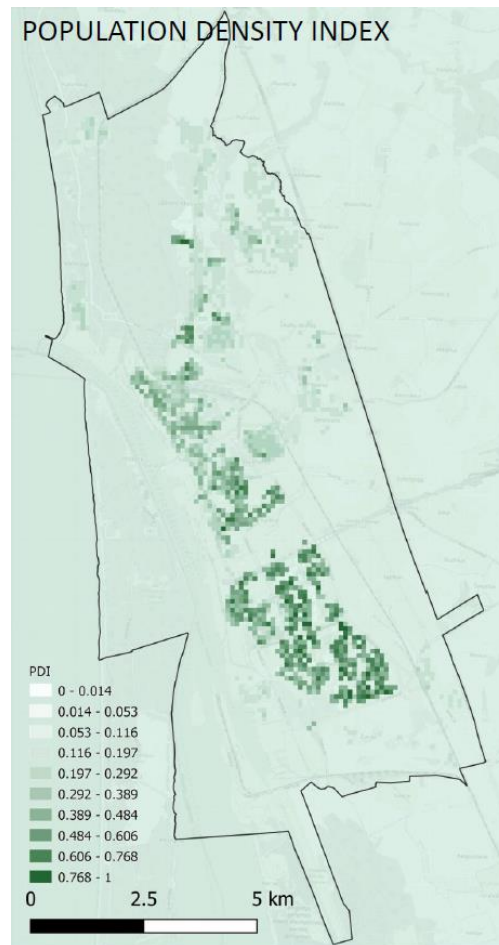 POPULATION DENSITY INDEX
PDI
0 - 0.014
0.014 - 0.053
0.053 - 0.116
0.116 - 0.197
0.197 - 0.292
0.292 - 0.389
0.389 - 0.484
0.484 - 0.606
0.606 - 0.768
0.768 - 1
0 2.5 5 km